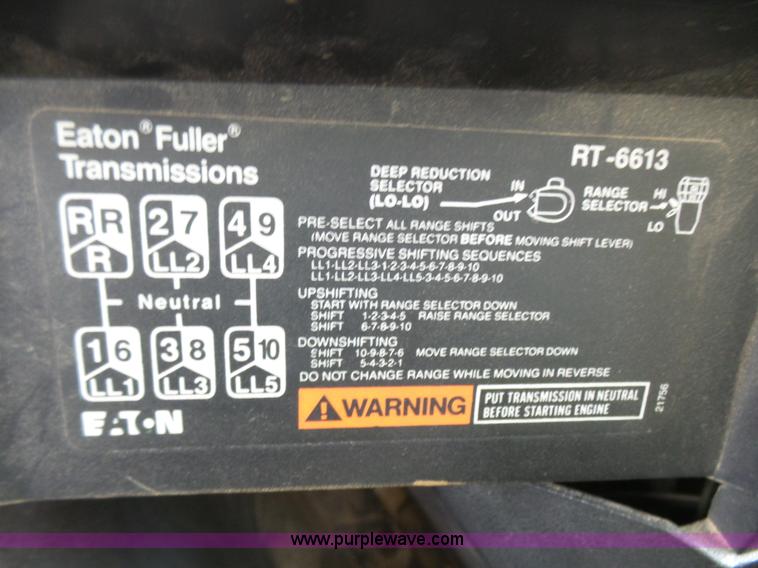 Eaton® Fuller®
Transmissions
RT-6613
DEEP REDUCTION
SELECTOR
(LO-LO)
IN
OUT
RANGE
SELECTOR
HI
LO
R R
R
2 7
LL2
4 9
LL4
Neutral
1 6
LL1
3 8
LL3
5 10
LL5
EATON
PRE-SELECT ALL RANGE SHIFTS
(MOVE RANGE SELECTOR BEFORE MOVING SHIFT LEVER)
PROGRESSIVE SHIFTING SEQUENCES
LL1-LL2-LL3-1-2-3-4-5-6-7-8-9-10
LL1-LL2-LL3-LL4-LL5-3-4-5-6-7-8-9-10
UPSHIFTING
START WITH RANGE SELECTOR DOWN
SHIFT 1-2-3-4-5 RAISE RANGE SELECTOR
SHIFT 6-7-8-9-10
DOWNSHIFTING
SHIFT 10-9-8-7-6 MOVE RANGE SELECTOR DOWN
SHIFT 5-4-3-2-1
DO NOT CHANGE RANGE WHILE MOVING IN REVERSE
WARNING
PUT TRANSMISSION IN NEUTRAL
BEFORE STARTING ENGINE
21756
www.purplewave.com